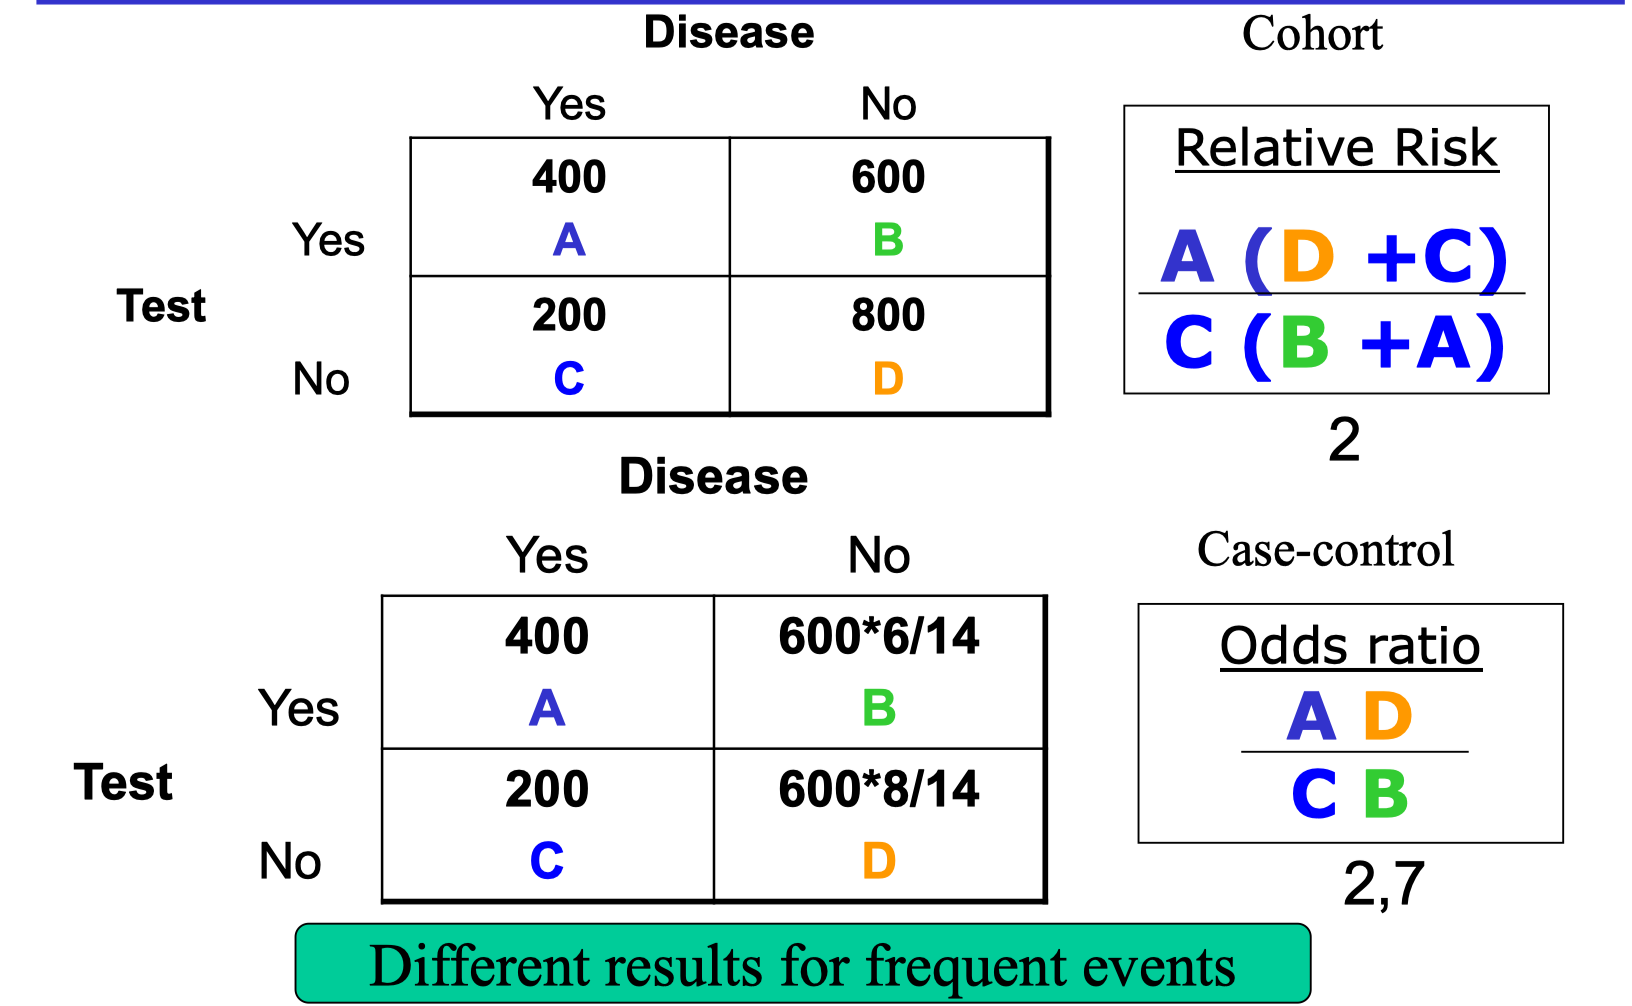 Disease
Cohort
Yes No
400 600
Yes A B
Test
200 800
No C D
Relative Risk
A (D +C)
C (B +A)
2
Disease
Case-control
Yes No
400 600*6/14
Yes A B
Test
200 600*8/14
No C D
Odds ratio
A D
C B
2,7
Different results for frequent events